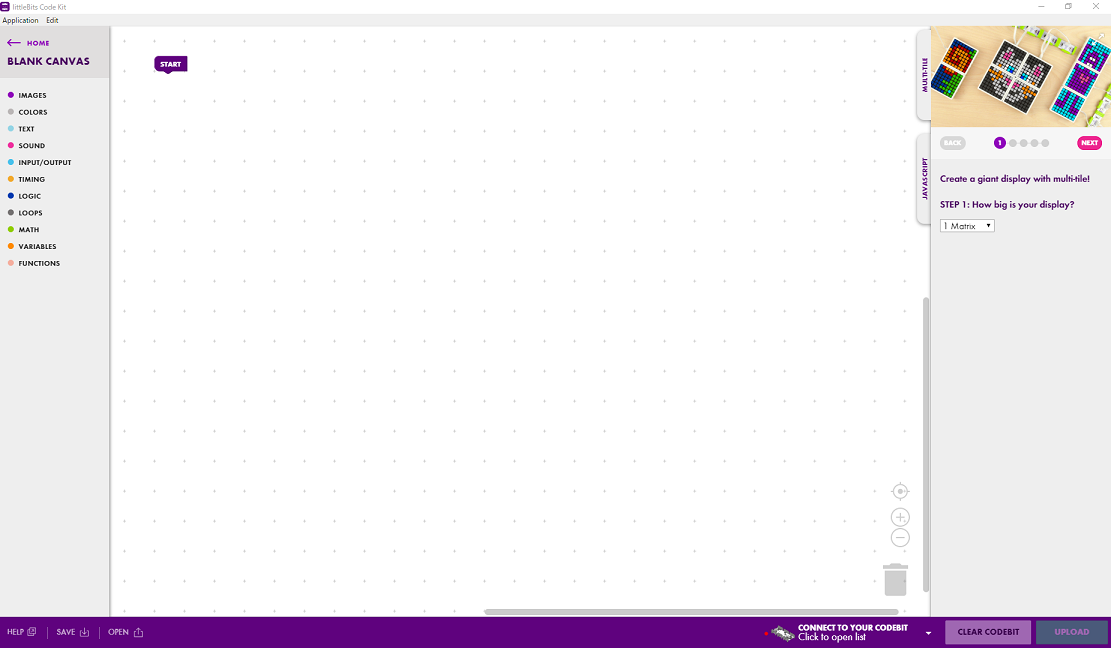 littleBits Code Kit
Application Edit
HOME
BLANK CANVAS
IMAGES
COLORS
TEXT
SOUND
INPUT/OUTPUT
TIMING
LOGIC
LOOPS
MATH
VARIABLES
FUNCTIONS
START
MULTI-TILE
JAVASCRIPT
BACK
1
NEXT
Create a giant display with multi-tile!
STEP 1: How big is your display?
1 Matrix
HELP
SAVE
OPEN
CONNECT TO YOUR CODEBIT
Click to open list
CLEAR CODEBIT
UPLOAD